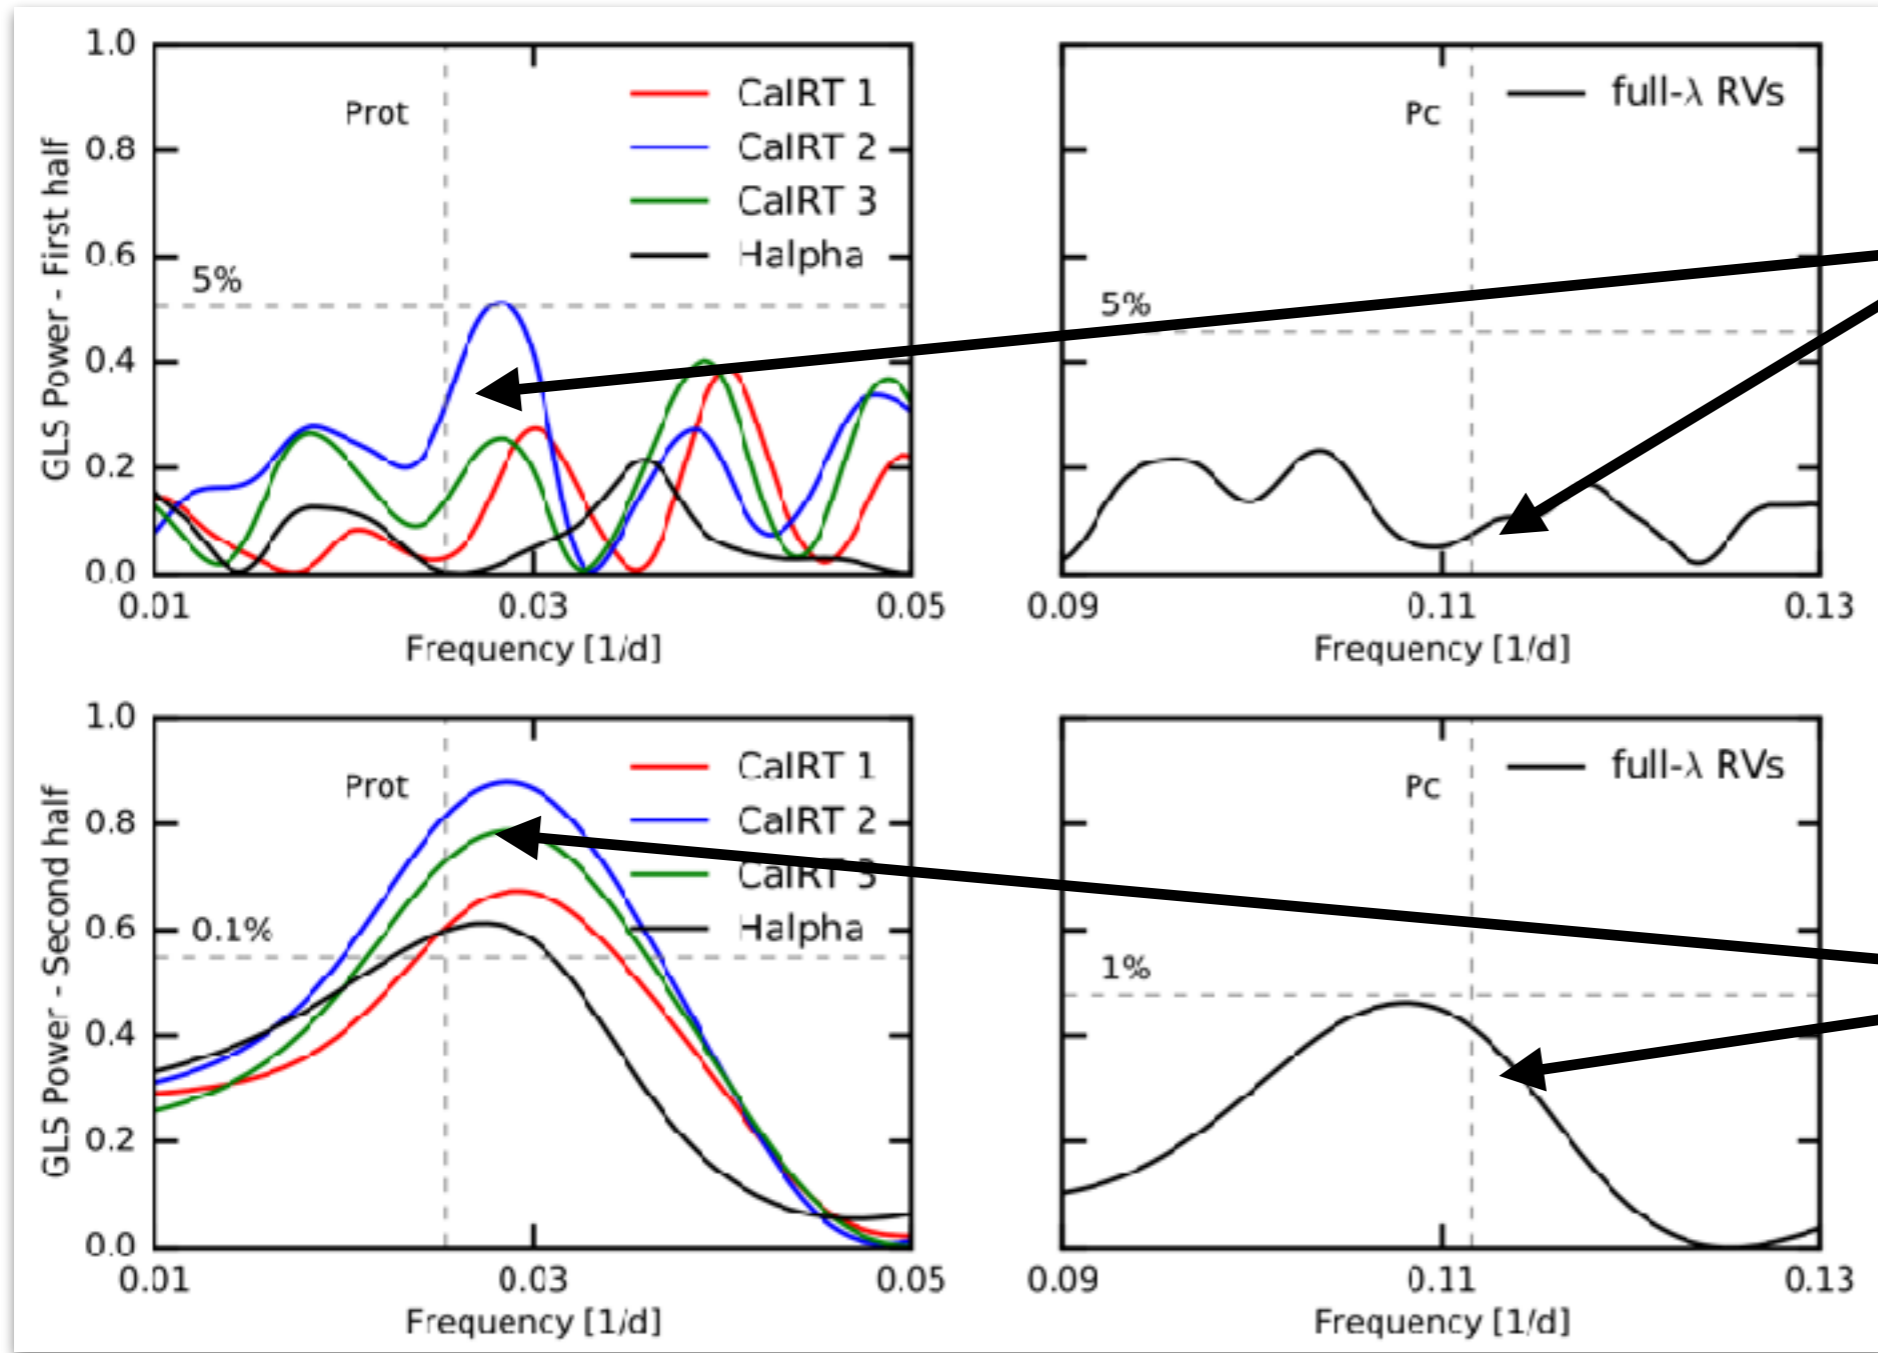 GLS Power - First half
1.0
0.8
0.6
0.4
0.2
0.0
Prot
5%
CaIRT 1
CaIRT 2
CaIRT 3
Halpha
0.01
0.03
0.05
Frequency [1/d]
Pc
full-λ RVs
5%
0.09
0.11
0.13
Frequency [1/d]
GLS Power - Second half
1.0
0.8
0.6
0.4
0.2
0.0
Prot
0.1%
CaIRT 1
CaIRT 2
CaIRT 3
Halpha
0.01
0.03
0.05
Frequency [1/d]
Pc
full-λ RVs
1%
0.09
0.11
0.13
Frequency [1/d]